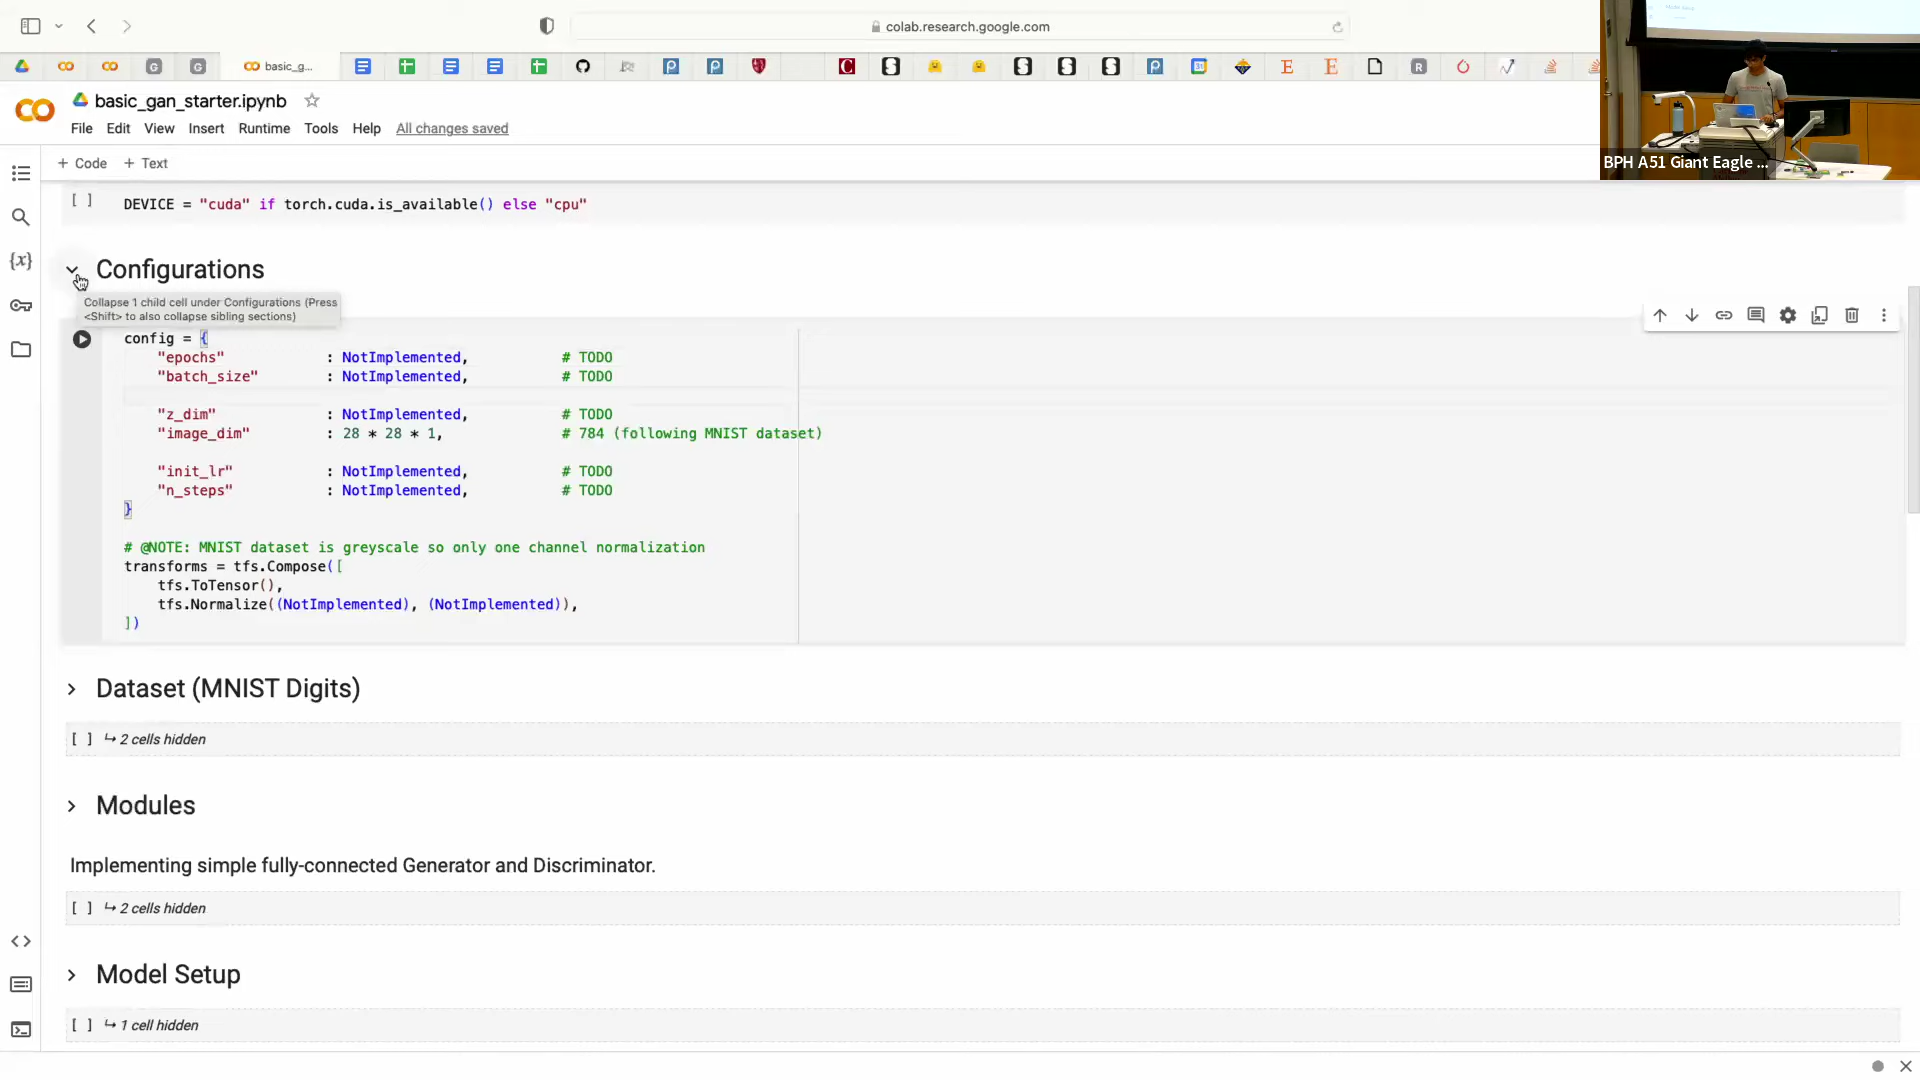 colab.research.google.com
basic_g...
basic_gan_starter.ipynb
File Edit View Insert Runtime Tools Help All changes saved
+ Code + Text
[ ] DEVICE = "cuda" if torch.cuda.is_available() else "cpu"
Configurations
Collapse 1 child cell under Configurations (Press
<Shift> to also collapse sibling sections)
config = {
"epochs" : NotImplemented, # TODO
"batch_size" : NotImplemented, # TODO
"z_dim" : NotImplemented, # TODO
"image_dim" : 28 * 28 * 1, # 784 (following MNIST dataset)
"init_lr" : NotImplemented, # TODO
"n_steps" : NotImplemented, # TODO
}
# @NOTE: MNIST dataset is greyscale so only one channel normalization
transforms = tfs.Compose([
tfs.ToTensor(),
tfs.Normalize((NotImplemented), (NotImplemented)),
])
Dataset (MNIST Digits)
[ ] ↪ 2 cells hidden
Modules
Implementing simple fully-connected Generator and Discriminator.
[ ] ↪ 2 cells hidden
Model Setup
[ ] ↪ 1 cell hidden
BPH A51 Giant Eagle ...